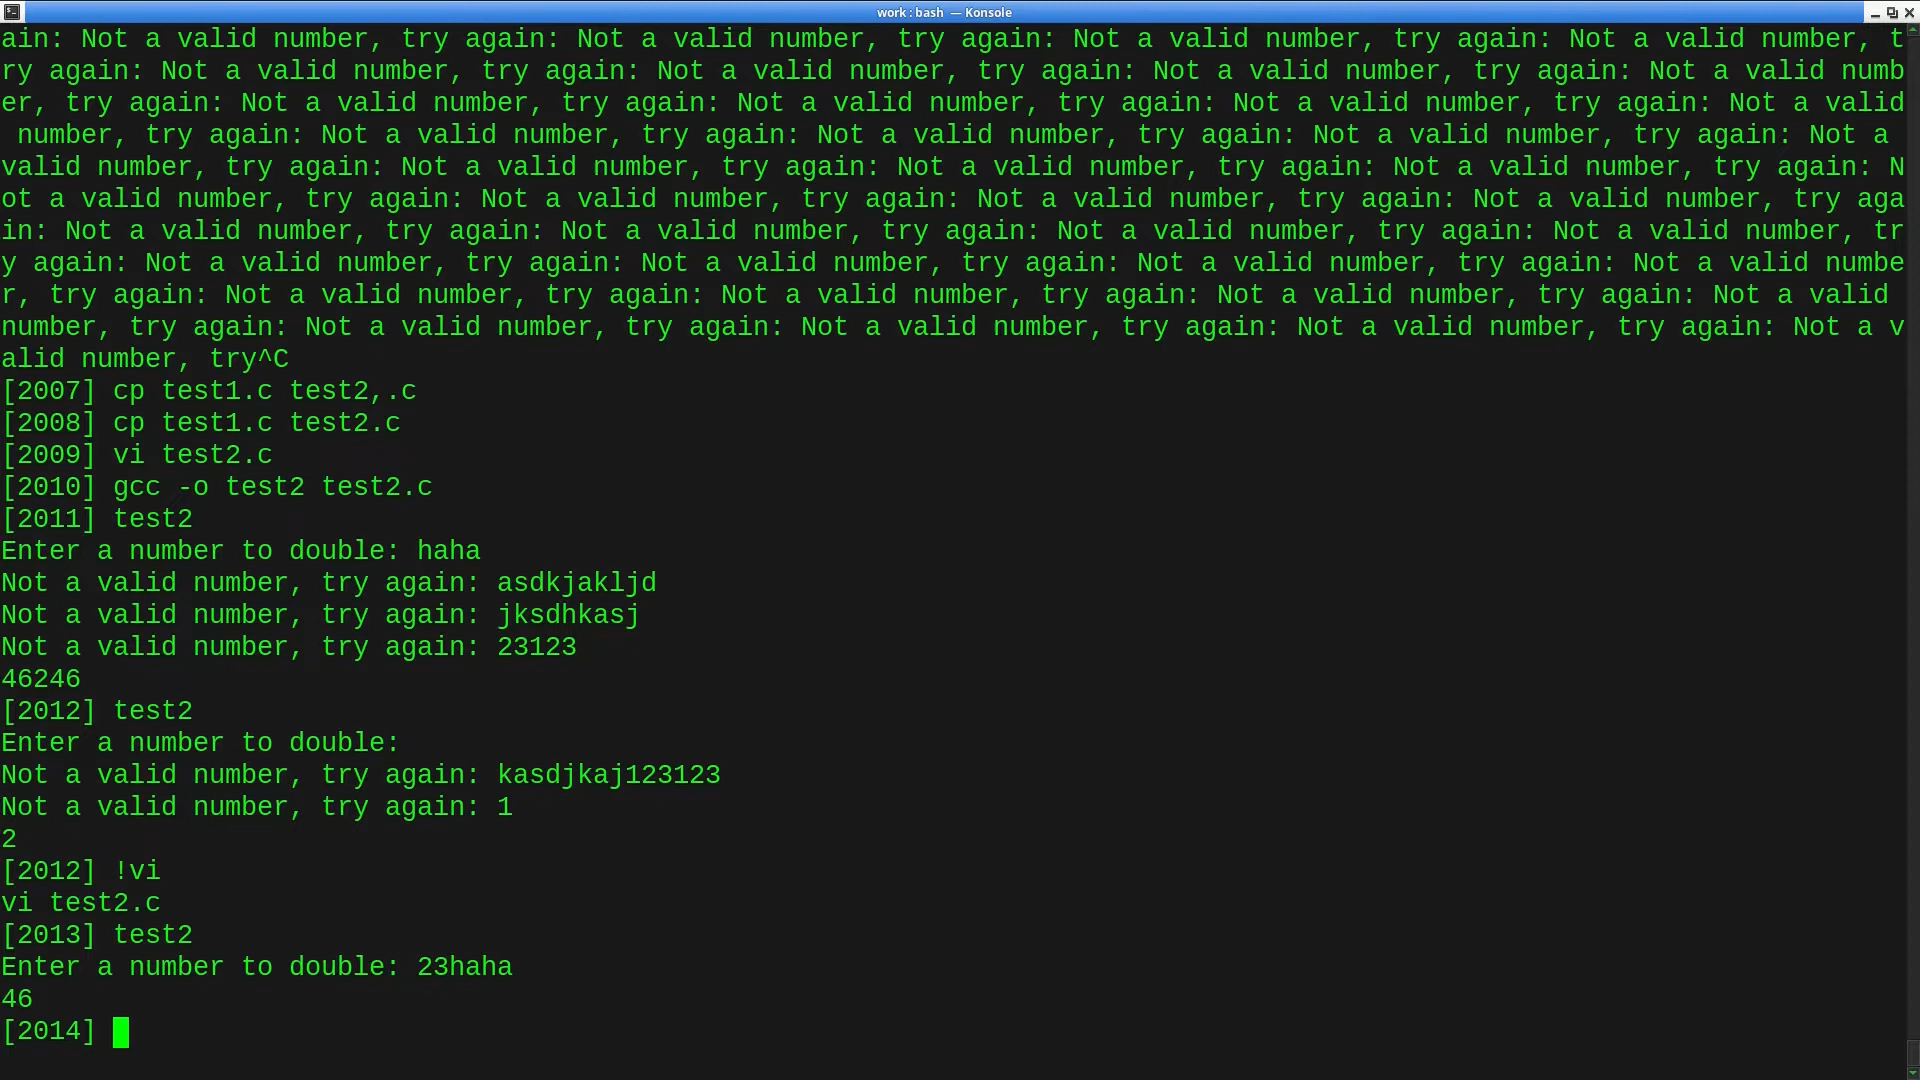 work : bash — Konsole
ain: Not a valid number, try again: Not a valid number, try again: Not a valid number, try again: Not a valid number, t
ry again: Not a valid number, try again: Not a valid number, try again: Not a valid number, try again: Not a valid numb
er, try again: Not a valid number, try again: Not a valid number, try again: Not a valid number, try again: Not a valid
 number, try again: Not a valid number, try again: Not a valid number, try again: Not a valid number, try again: Not a
valid number, try again: Not a valid number, try again: Not a valid number, try again: Not a valid number, try again: N
ot a valid number, try again: Not a valid number, try again: Not a valid number, try again: Not a valid number, try aga
in: Not a valid number, try again: Not a valid number, try again: Not a valid number, try again: Not a valid number, tr
y again: Not a valid number, try again: Not a valid number, try again: Not a valid number, try again: Not a valid numbe
r, try again: Not a valid number, try again: Not a valid number, try again: Not a valid number, try again: Not a valid
number, try again: Not a valid number, try again: Not a valid number, try again: Not a valid number, try again: Not a v
alid number, try^C
[2007] cp test1.c test2,.c
[2008] cp test1.c test2.c
[2009] vi test2.c
[2010] gcc -o test2 test2.c
[2011] test2
Enter a number to double: haha
Not a valid number, try again: asdkjakljd
Not a valid number, try again: jksdhkasj
Not a valid number, try again: 23123
46246
[2012] test2
Enter a number to double:
Not a valid number, try again: kasdjkaj123123
Not a valid number, try again: 1
2
[2012] !vi
vi test2.c
[2013] test2
Enter a number to double: 23haha
46
[2014]